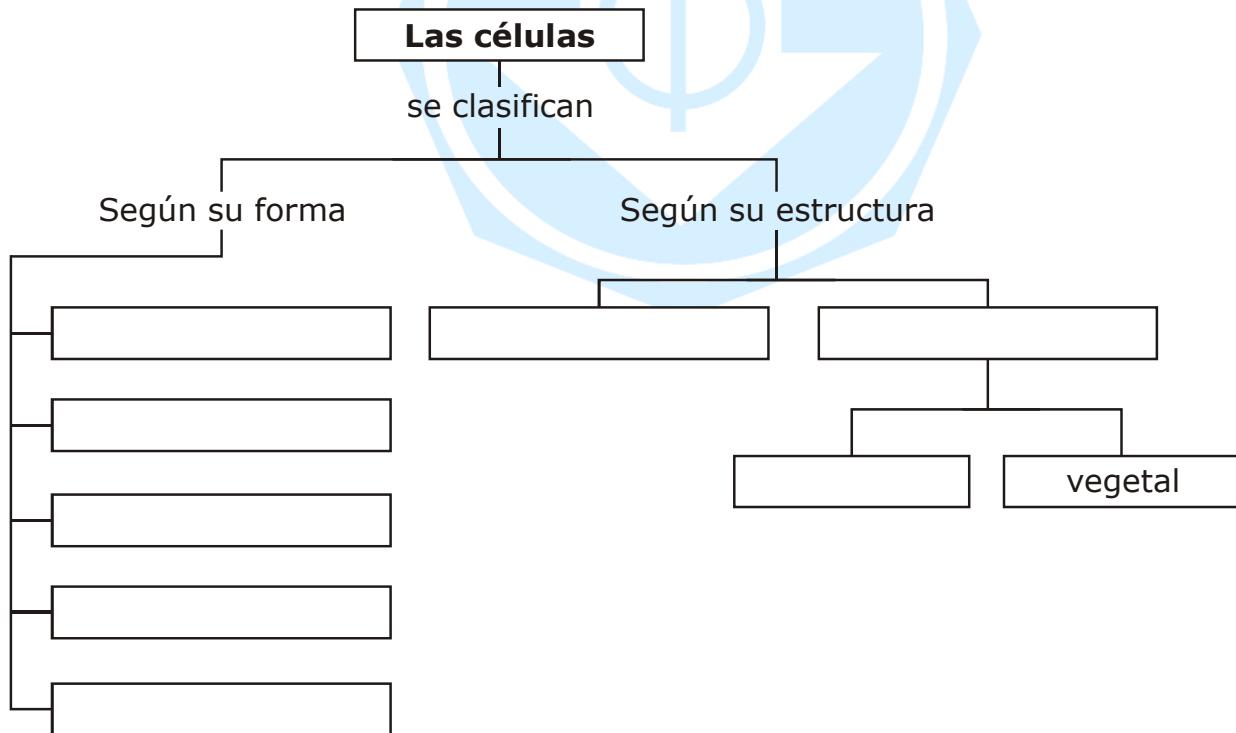 Las células
se clasifican
Según su forma
Según su estructura
vegetal